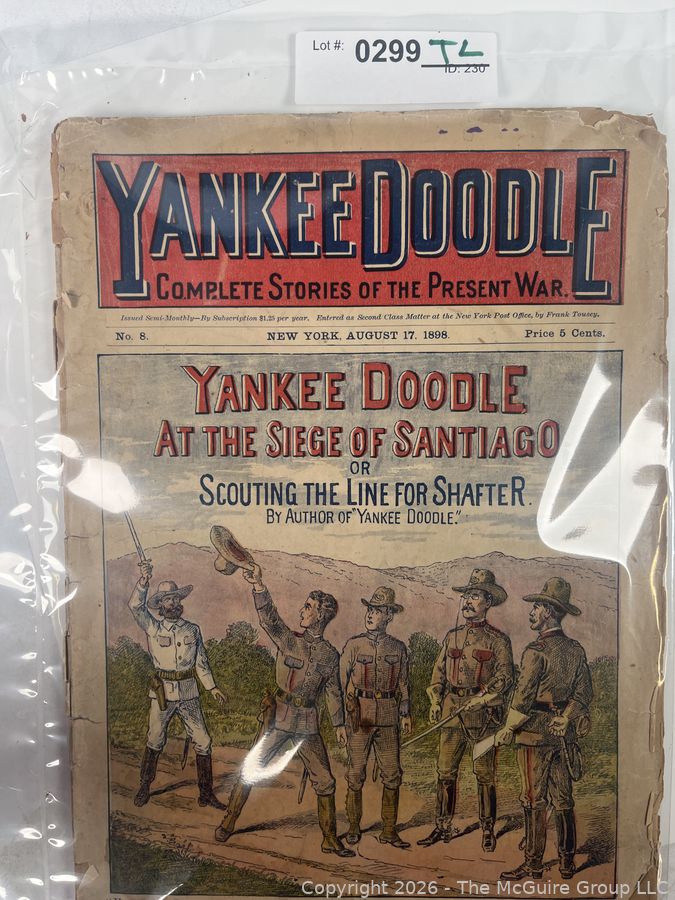 Lot #: 0299 TL
ID: 230
YANKEE DOODLE
COMPLETE STORIES OF THE PRESENT WAR.
Issued Semi-Monthly—By Subscription $1.25 per year. Entered as Second Class Matter at the New York Post Office, by Frank Tousey.
No. 8. NEW YORK, AUGUST 17, 1898. Price 5 Cents.
YANKEE DOODLE
AT THE SIEGE OF SANTIAGO
OR
SCOUTING THE LINE FOR SHAFTER.
BY AUTHOR OF "YANKEE DOODLE."
Copyright 2026 - The McGuire Group LLC